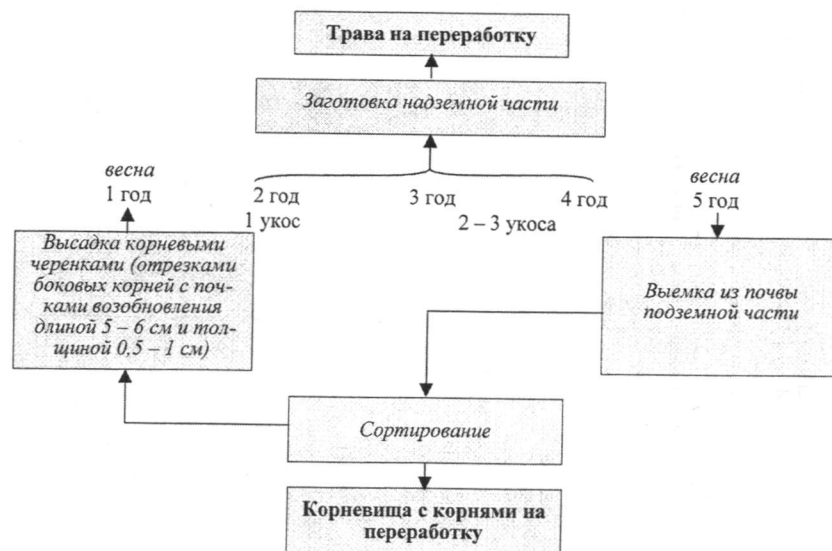 Трава на переработку
Заготовка надземной части
весна
1 год
2 год
1 укос
3 год
2 – 3 укоса
4 год
весна
5 год
Высадка корневыми
черенками (отрезками
боковых корней с поч-
ками возобновления
длиной 5 – 6 см и тол-
щиной 0,5 – 1 см)
Выемка из почвы
подземной части
Сортирование
Корневища с корнями на
переработку